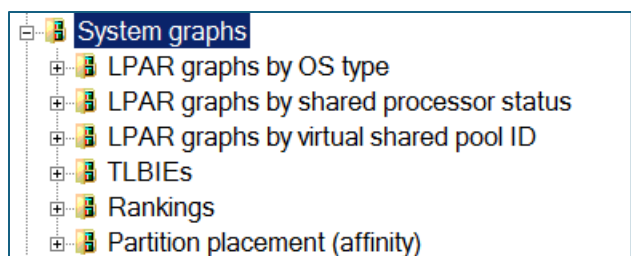 System graphs
LPAR graphs by OS type
LPAR graphs by shared processor status
LPAR graphs by virtual shared pool ID
TLBIEs
Rankings
Partition placement (affinity)